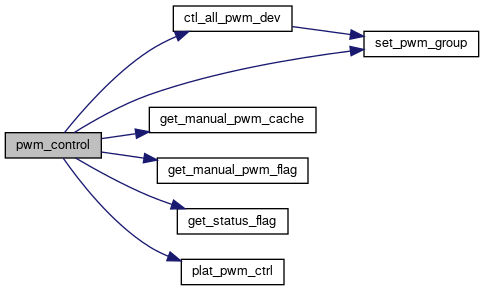 ctl_all_pwm_dev
set_pwm_group
get_manual_pwm_cache
pwm_control
get_manual_pwm_flag
get_status_flag
plat_pwm_ctrl